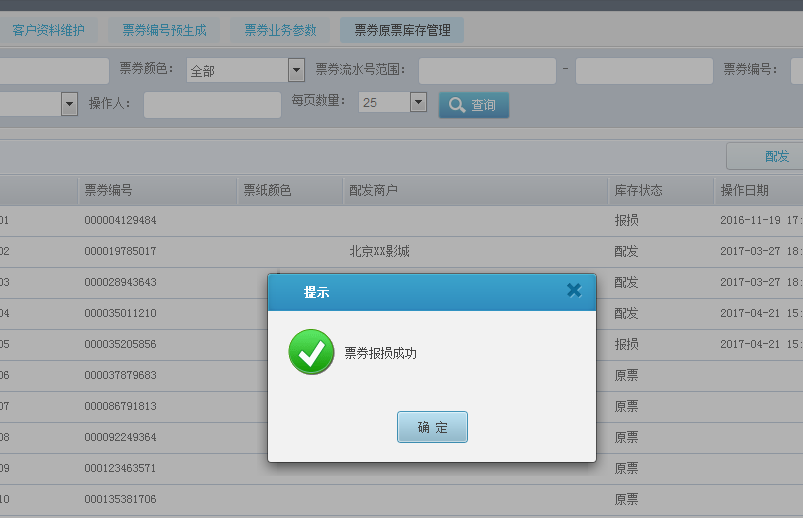 客户资料维护 票券编号预生成 票券业务参数 票券原票库存管理
票券颜色： 全部 票券流水号范围： - 票券编号：
操作人： 每页数量： 25 查询
配发
票券编号 票纸颜色 配发商户 库存状态 操作日期
01 000004129484 报损 2016-11-19 17:
02 000019785017 北京XX影城 配发 2017-03-27 18:
03 000028943643 配发 2017-03-27 18:
04 000035011210 配发 2017-04-21 15:
05 000035205856 报损 2017-04-21 15:
06 000037879683 原票
07 000086791813 原票
08 000092249364 原票
09 000123463571 原票
10 000135381706 原票
提示
票券报损成功
确 定